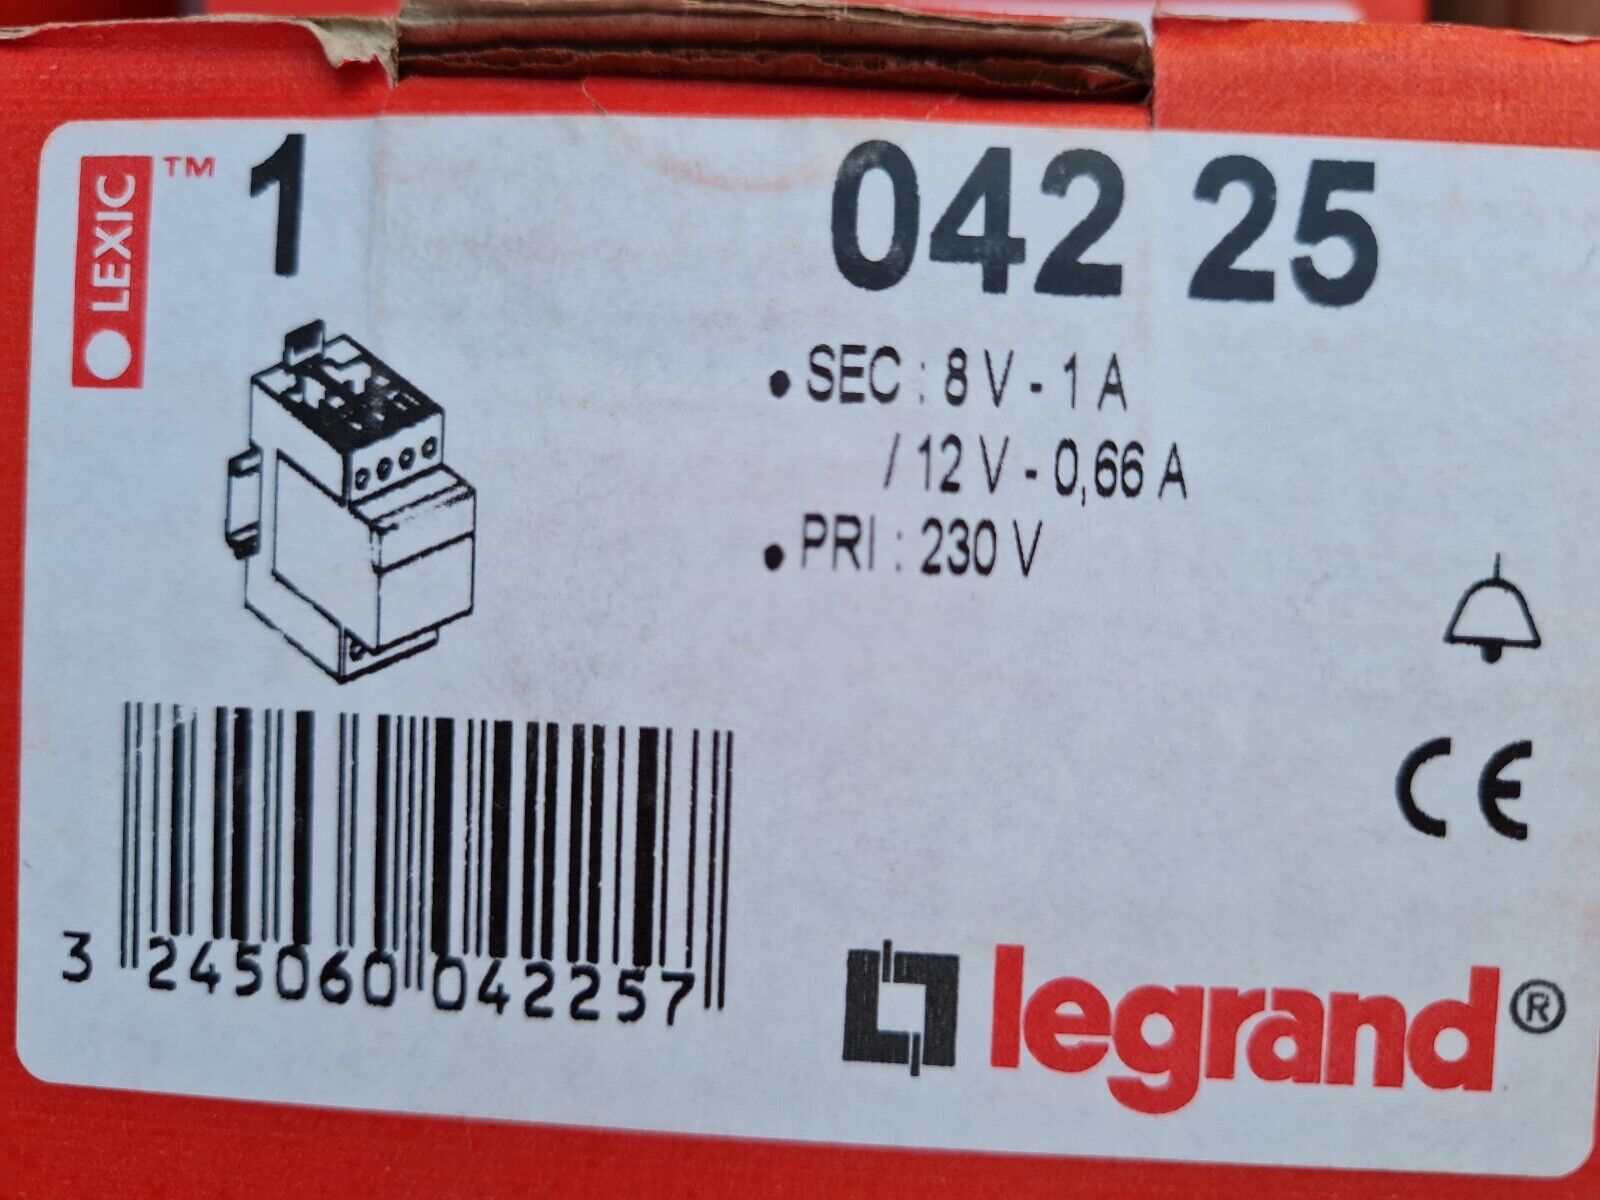 LEXIC™ 1 042 25
• SEC : 8 V - 1 A
/ 12 V - 0,66 A
• PRI : 230 V
CE
3 245060 042257
legrand®